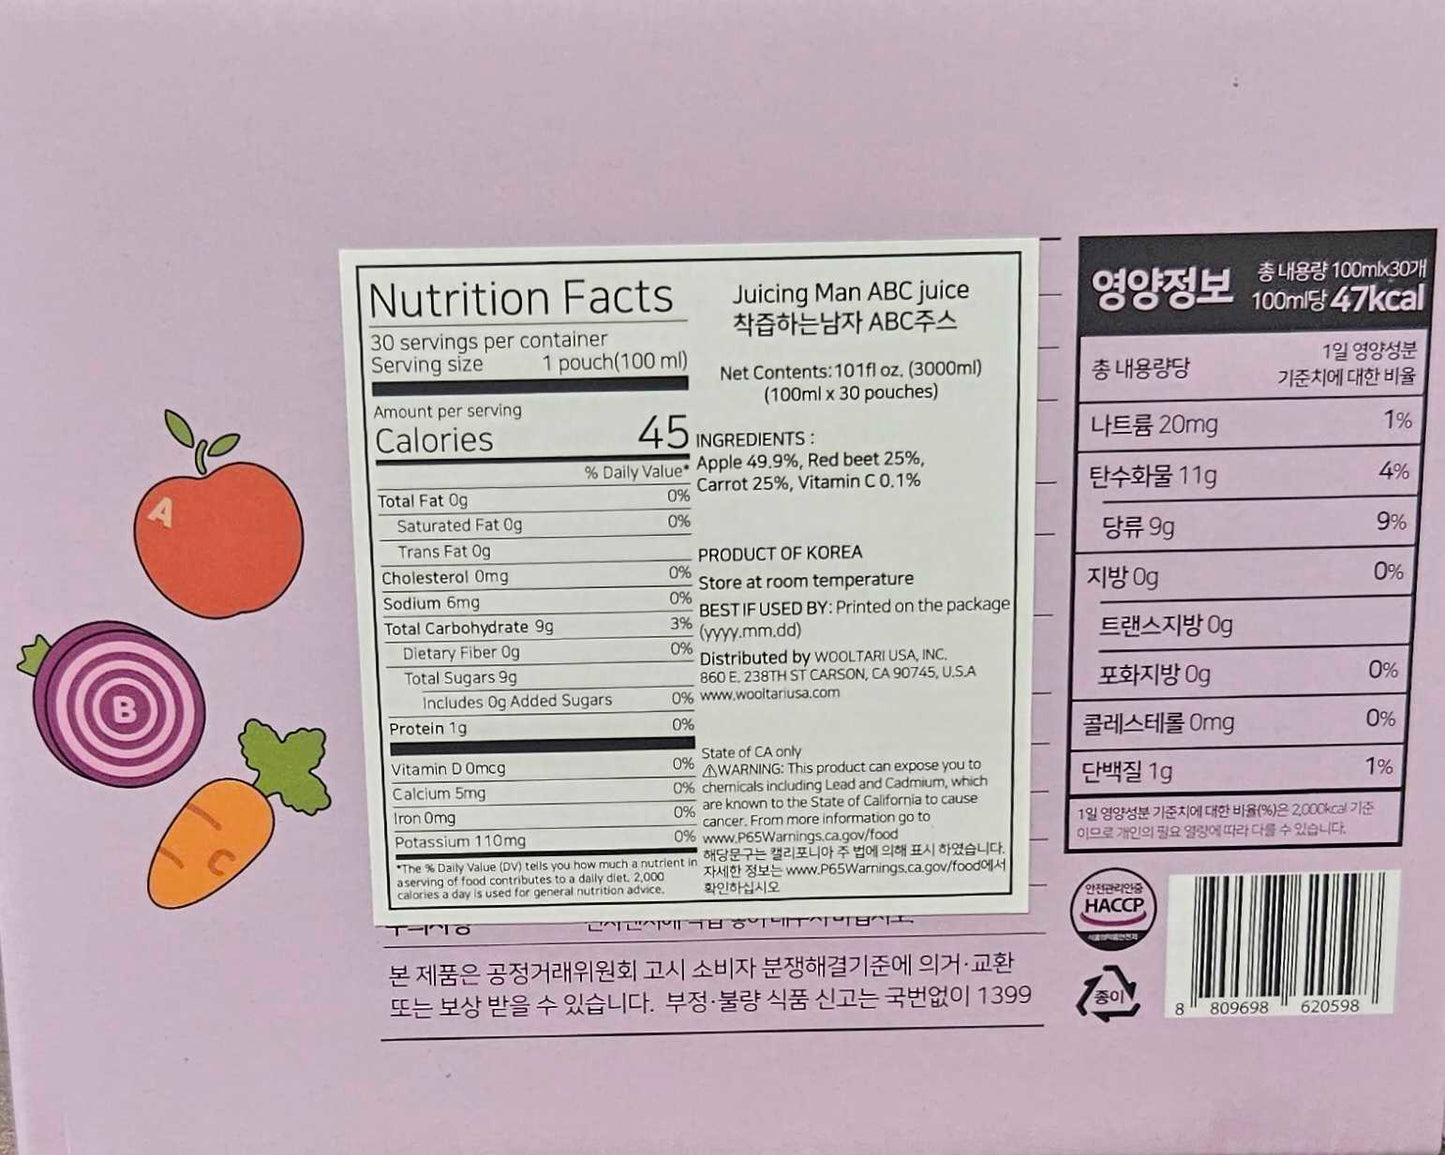 Nutrition Facts
30 servings per container
Serving size 1 pouch(100 ml)
Amount per serving
Calories 45
% Daily Value*
Total Fat 0g 0%
Saturated Fat 0g 0%
Trans Fat 0g
Cholesterol 0mg 0%
Sodium 6mg 0%
Total Carbohydrate 9g 3%
Dietary Fiber 0g 0%
Total Sugars 9g
Includes 0g Added Sugars 0%
Protein 1g 0%
Vitamin D 0mcg 0%
Calcium 5mg 0%
Iron 0mg 0%
Potassium 110mg 0%
*The % Daily Value (DV) tells you how much a nutrient in
a serving of food contributes to a daily diet. 2,000
calories a day is used for general nutrition advice.
Juicing Man ABC juice
착즙하는남자 ABC주스
Net Contents:101fl oz. (3000ml)
(100ml x 30 pouches)
INGREDIENTS :
Apple 49.9%, Red beet 25%,
Carrot 25%, Vitamin C 0.1%
PRODUCT OF KOREA
Store at room temperature
BEST IF USED BY: Printed on the package
(yyyy.mm.dd)
Distributed by WOOLTARI USA, INC.
860 E. 238TH ST CARSON, CA 90745, U.S.A
www.wooltariusa.com
State of CA only
⚠WARNING: This product can expose you to
chemicals including Lead and Cadmium, which
are known to the State of California to cause
cancer. From more information go to
www.P65Warnings.ca.gov/food
해당문구는 캘리포니아 주 법에 의해 표시 하였습니다.
자세한 정보는 www.P65Warnings.ca.gov/food에서
확인하십시오
본 제품은 공정거래위원회 고시 소비자 분쟁해결기준에 의거·교환
또는 보상 받을 수 있습니다. 부정·불량 식품 신고는 국번없이 1399
영양정보
총 내용량 100mlx30개
100ml당 47kcal
총 내용량당
1일 영양성분
기준치에 대한 비율
나트륨 20mg 1%
탄수화물 11g 4%
당류 9g 9%
지방 0g 0%
트랜스지방 0g
포화지방 0g 0%
콜레스테롤 0mg 0%
단백질 1g 1%
1일 영양성분 기준치에 대한 비율(%)은 2,000kcal 기준
이므로 개인의 필요 열량에 따라 다를 수 있습니다.
안전관리인증
HACCP
식품의약품안전처
종이
8 809698 620598
A
B
C